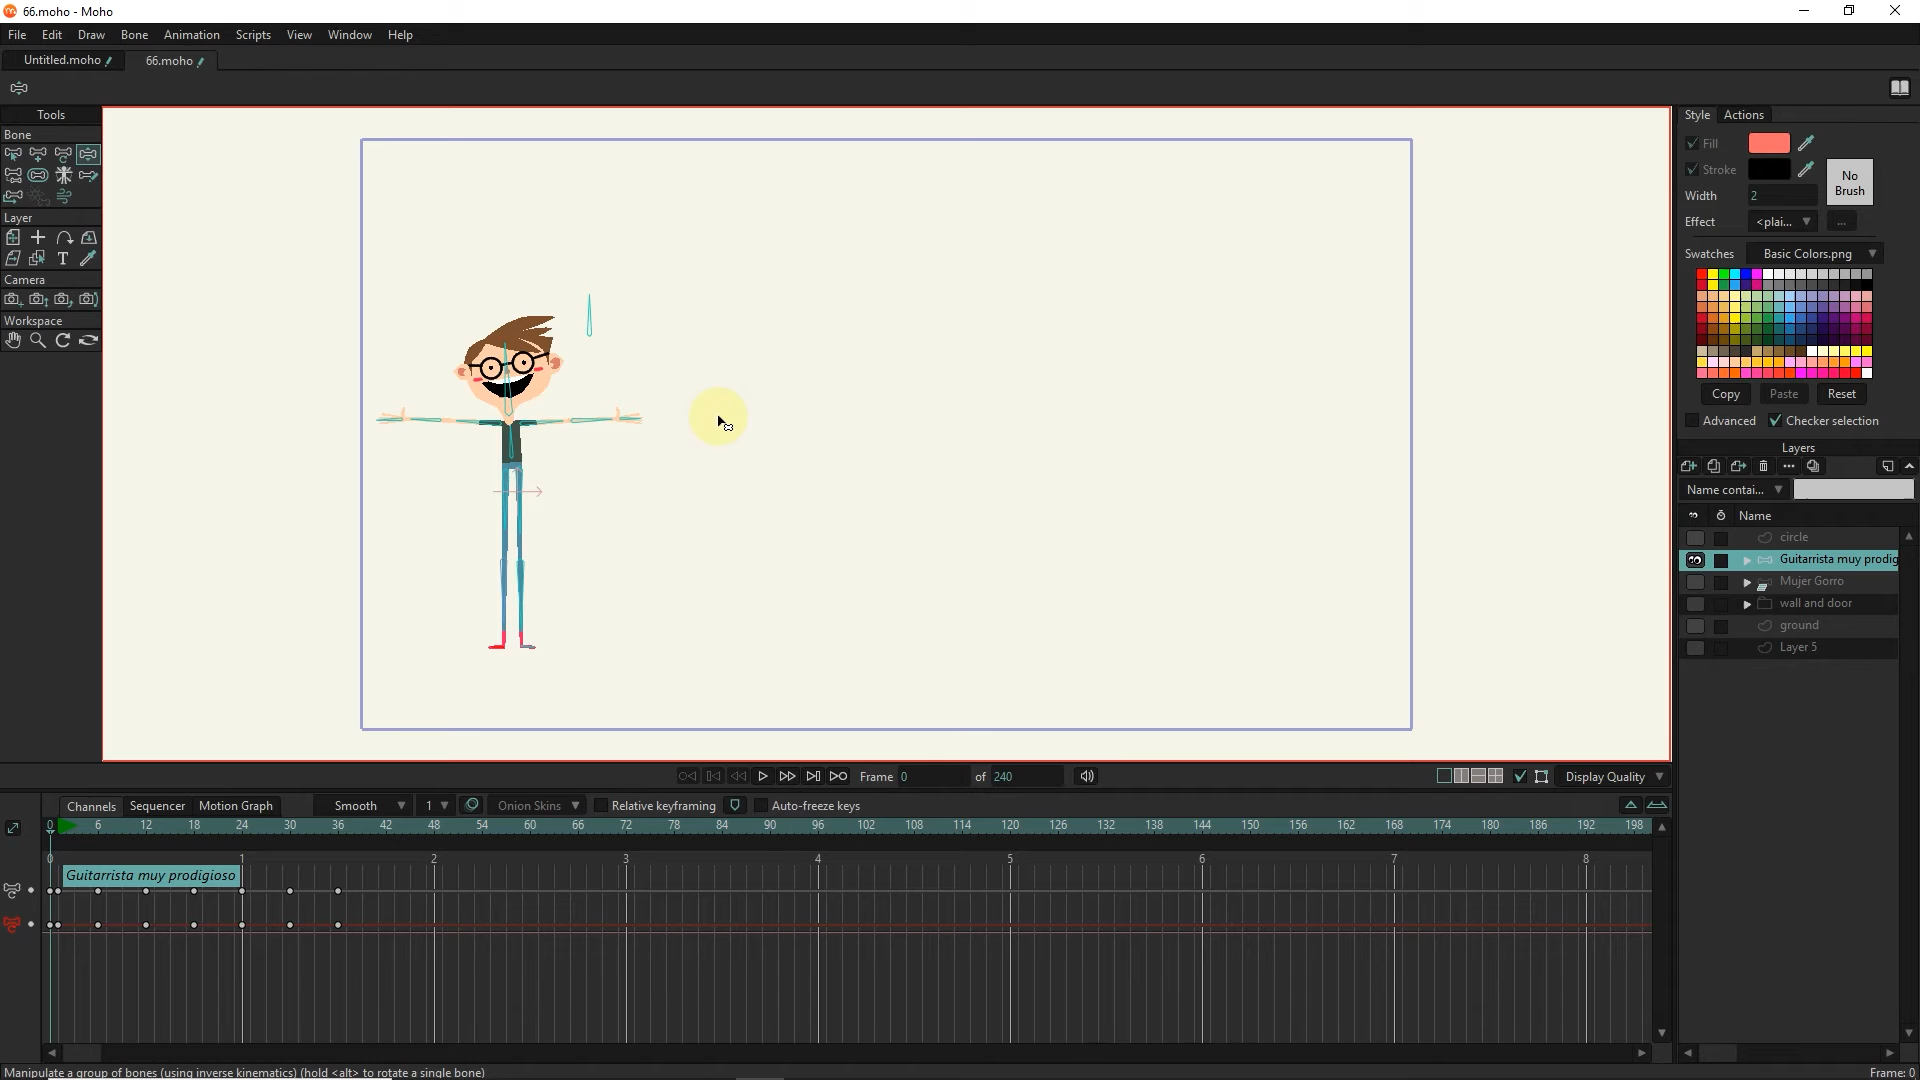 66.moho - Moho
File Edit Draw Bone Animation Scripts View Window Help
Untitled.moho 66.moho
Tools
Bone
Layer
T
Camera
Workspace
Style Actions
Fill
Stroke
No Brush
Width 2
Effect <plai... ...
Swatches Basic Colors.png
Copy Paste Reset
Advanced Checker selection
Layers
Name contai...
Name
circle
Guitarrista muy prodig
Mujer Gorro
wall and door
ground
Layer 5
Frame 0 of 240 Display Quality
Channels Sequencer Motion Graph Smooth 1 Onion Skins Relative keyframing Auto-freeze keys
0 6 12 18 24 30 36 42 48 54 60 66 72 78 84 90 96 102 108 114 120 126 132 138 144 150 156 162 168 174 180 186 192 198
0 1 2 3 4 5 6 7 8
Guitarrista muy prodigioso
Manipulate a group of bones (using inverse kinematics) (hold <alt> to rotate a single bone) Frame: 0